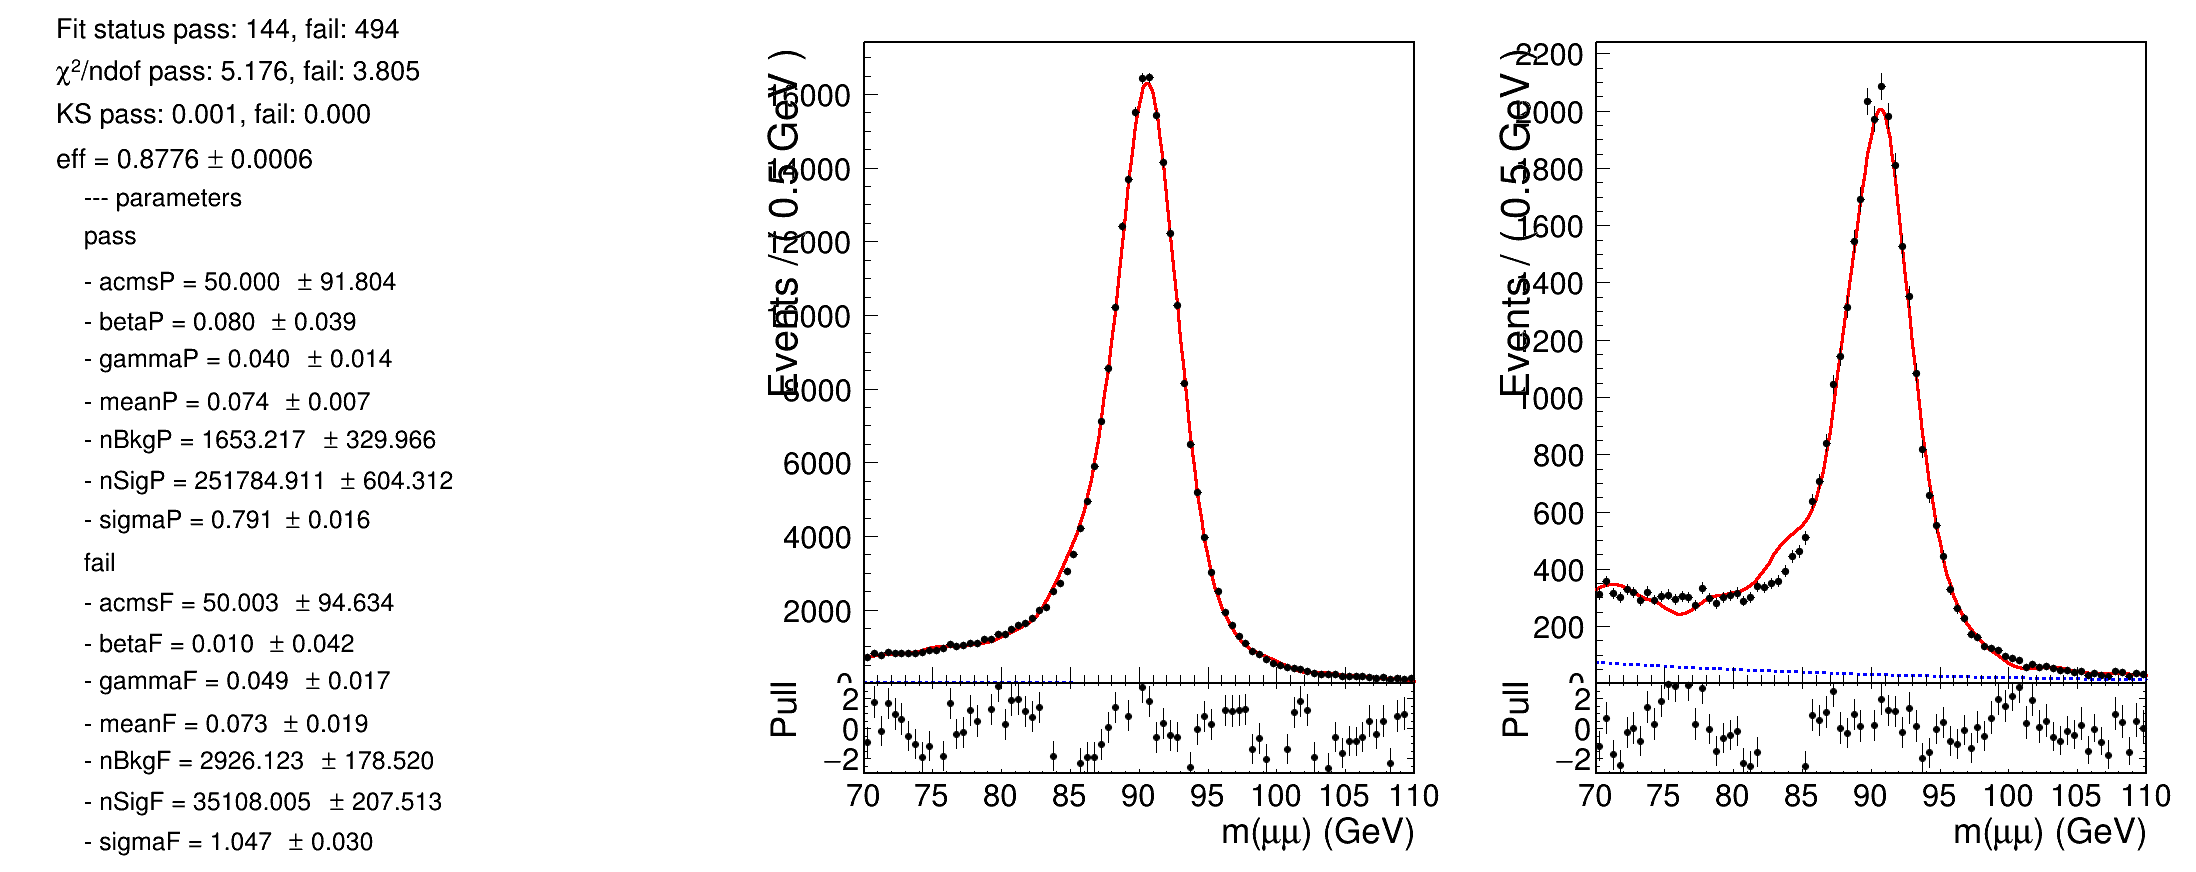 Fit status pass: 144, fail: 494
χ²/ndof pass: 5.176, fail: 3.805
KS pass: 0.001, fail: 0.000
eff = 0.8776 ± 0.0006
--- parameters
pass
- acmsP = 50.000 ± 91.804
- betaP = 0.080 ± 0.039
- gammaP = 0.040 ± 0.014
- meanP = 0.074 ± 0.007
- nBkgP = 1653.217 ± 329.966
- nSigP = 251784.911 ± 604.312
- sigmaP = 0.791 ± 0.016
fail
- acmsF = 50.003 ± 94.634
- betaF = 0.010 ± 0.042
- gammaF = 0.049 ± 0.017
- meanF = 0.073 ± 0.019
- nBkgF = 2926.123 ± 178.520
- nSigF = 35108.005 ± 207.513
- sigmaF = 1.047 ± 0.030
Events / ( 0.5 GeV )
16000
14000
12000
10000
8000
6000
4000
2000
0
Pull
2
0
−2
70 75 80 85 90 95 100 105 110
m(μμ) (GeV)
Events / ( 0.5 GeV )
2200
2000
1800
1600
1400
1200
1000
800
600
400
200
0
Pull
2
0
−2
70 75 80 85 90 95 100 105 110
m(μμ) (GeV)